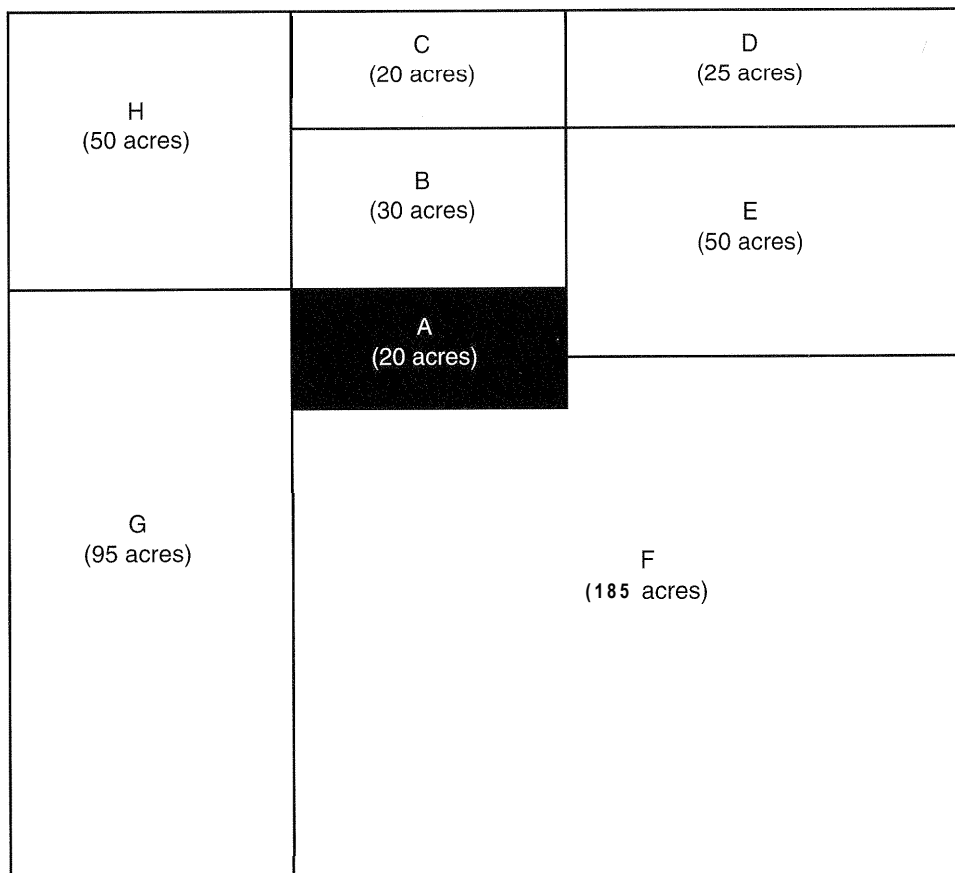 C
(20 acres)
D
(25 acres)
H
(50 acres)
B
(30 acres)
E
(50 acres)
A
(20 acres)
G
(95 acres)
F
(185 acres)